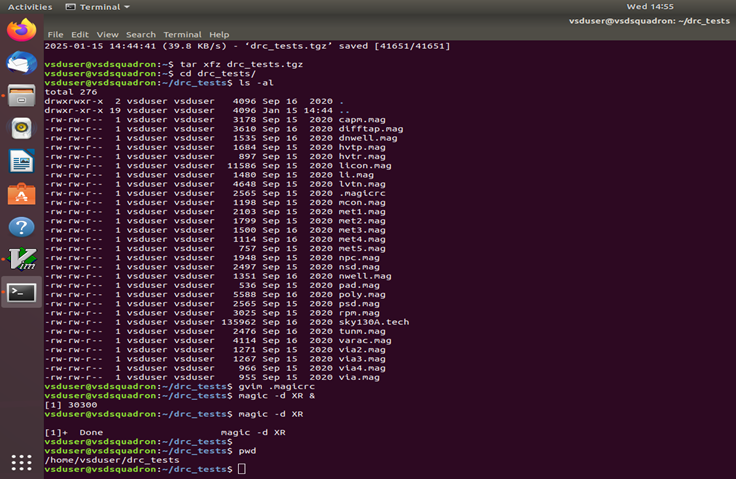 Activities Terminal Wed 14:55
vsduser@vsdsquadron: ~/drc_tests
File Edit View Search Terminal Help
2025-01-15 14:44:41 (39.8 KB/s) - ‘drc_tests.tgz’ saved [41651/41651]
vsduser@vsdsquadron:~$ tar xfz drc_tests.tgz
vsduser@vsdsquadron:~$ cd drc_tests/
vsduser@vsdsquadron:~/drc_tests$ ls -al
total 276
drwxrwxr-x 2 vsduser vsduser 4096 Sep 16 2020 .
drwxr-xr-x 19 vsduser vsduser 4096 Jan 15 14:44 ..
-rw-rw-r-- 1 vsduser vsduser 3178 Sep 15 2020 capm.mag
-rw-rw-r-- 1 vsduser vsduser 3610 Sep 16 2020 difftap.mag
-rw-rw-r-- 1 vsduser vsduser 1535 Sep 16 2020 dnwell.mag
-rw-rw-r-- 1 vsduser vsduser 1684 Sep 15 2020 hvtp.mag
-rw-rw-r-- 1 vsduser vsduser 897 Sep 15 2020 hvtr.mag
-rw-rw-r-- 1 vsduser vsduser 11586 Sep 15 2020 licon.mag
-rw-rw-r-- 1 vsduser vsduser 1480 Sep 15 2020 li.mag
-rw-rw-r-- 1 vsduser vsduser 4648 Sep 15 2020 lvtn.mag
-rw-rw-r-- 1 vsduser vsduser 2565 Sep 15 2020 .magicrc
-rw-rw-r-- 1 vsduser vsduser 1198 Sep 15 2020 mcon.mag
-rw-rw-r-- 1 vsduser vsduser 2103 Sep 15 2020 met1.mag
-rw-rw-r-- 1 vsduser vsduser 1799 Sep 15 2020 met2.mag
-rw-rw-r-- 1 vsduser vsduser 1500 Sep 16 2020 met3.mag
-rw-rw-r-- 1 vsduser vsduser 1114 Sep 16 2020 met4.mag
-rw-rw-r-- 1 vsduser vsduser 757 Sep 15 2020 met5.mag
-rw-rw-r-- 1 vsduser vsduser 1948 Sep 15 2020 npc.mag
-rw-rw-r-- 1 vsduser vsduser 2497 Sep 15 2020 nsd.mag
-rw-rw-r-- 1 vsduser vsduser 1351 Sep 16 2020 nwell.mag
-rw-rw-r-- 1 vsduser vsduser 536 Sep 15 2020 pad.mag
-rw-rw-r-- 1 vsduser vsduser 5588 Sep 16 2020 poly.mag
-rw-rw-r-- 1 vsduser vsduser 2565 Sep 15 2020 psd.mag
-rw-rw-r-- 1 vsduser vsduser 3025 Sep 15 2020 rpm.mag
-rw-rw-r-- 1 vsduser vsduser 135962 Sep 16 2020 sky130A.tech
-rw-rw-r-- 1 vsduser vsduser 2476 Sep 15 2020 tunm.mag
-rw-rw-r-- 1 vsduser vsduser 4114 Sep 16 2020 varac.mag
-rw-rw-r-- 1 vsduser vsduser 1271 Sep 15 2020 via2.mag
-rw-rw-r-- 1 vsduser vsduser 1267 Sep 15 2020 via3.mag
-rw-rw-r-- 1 vsduser vsduser 966 Sep 15 2020 via4.mag
-rw-rw-r-- 1 vsduser vsduser 955 Sep 15 2020 via.mag
vsduser@vsdsquadron:~/drc_tests$ gvim .magicrc
vsduser@vsdsquadron:~/drc_tests$ magic -d XR &
[1] 30300
vsduser@vsdsquadron:~/drc_tests$ magic -d XR
[1]+ Done magic -d XR
vsduser@vsdsquadron:~/drc_tests$
vsduser@vsdsquadron:~/drc_tests$ pwd
/home/vsduser/drc_tests
vsduser@vsdsquadron:~/drc_tests$